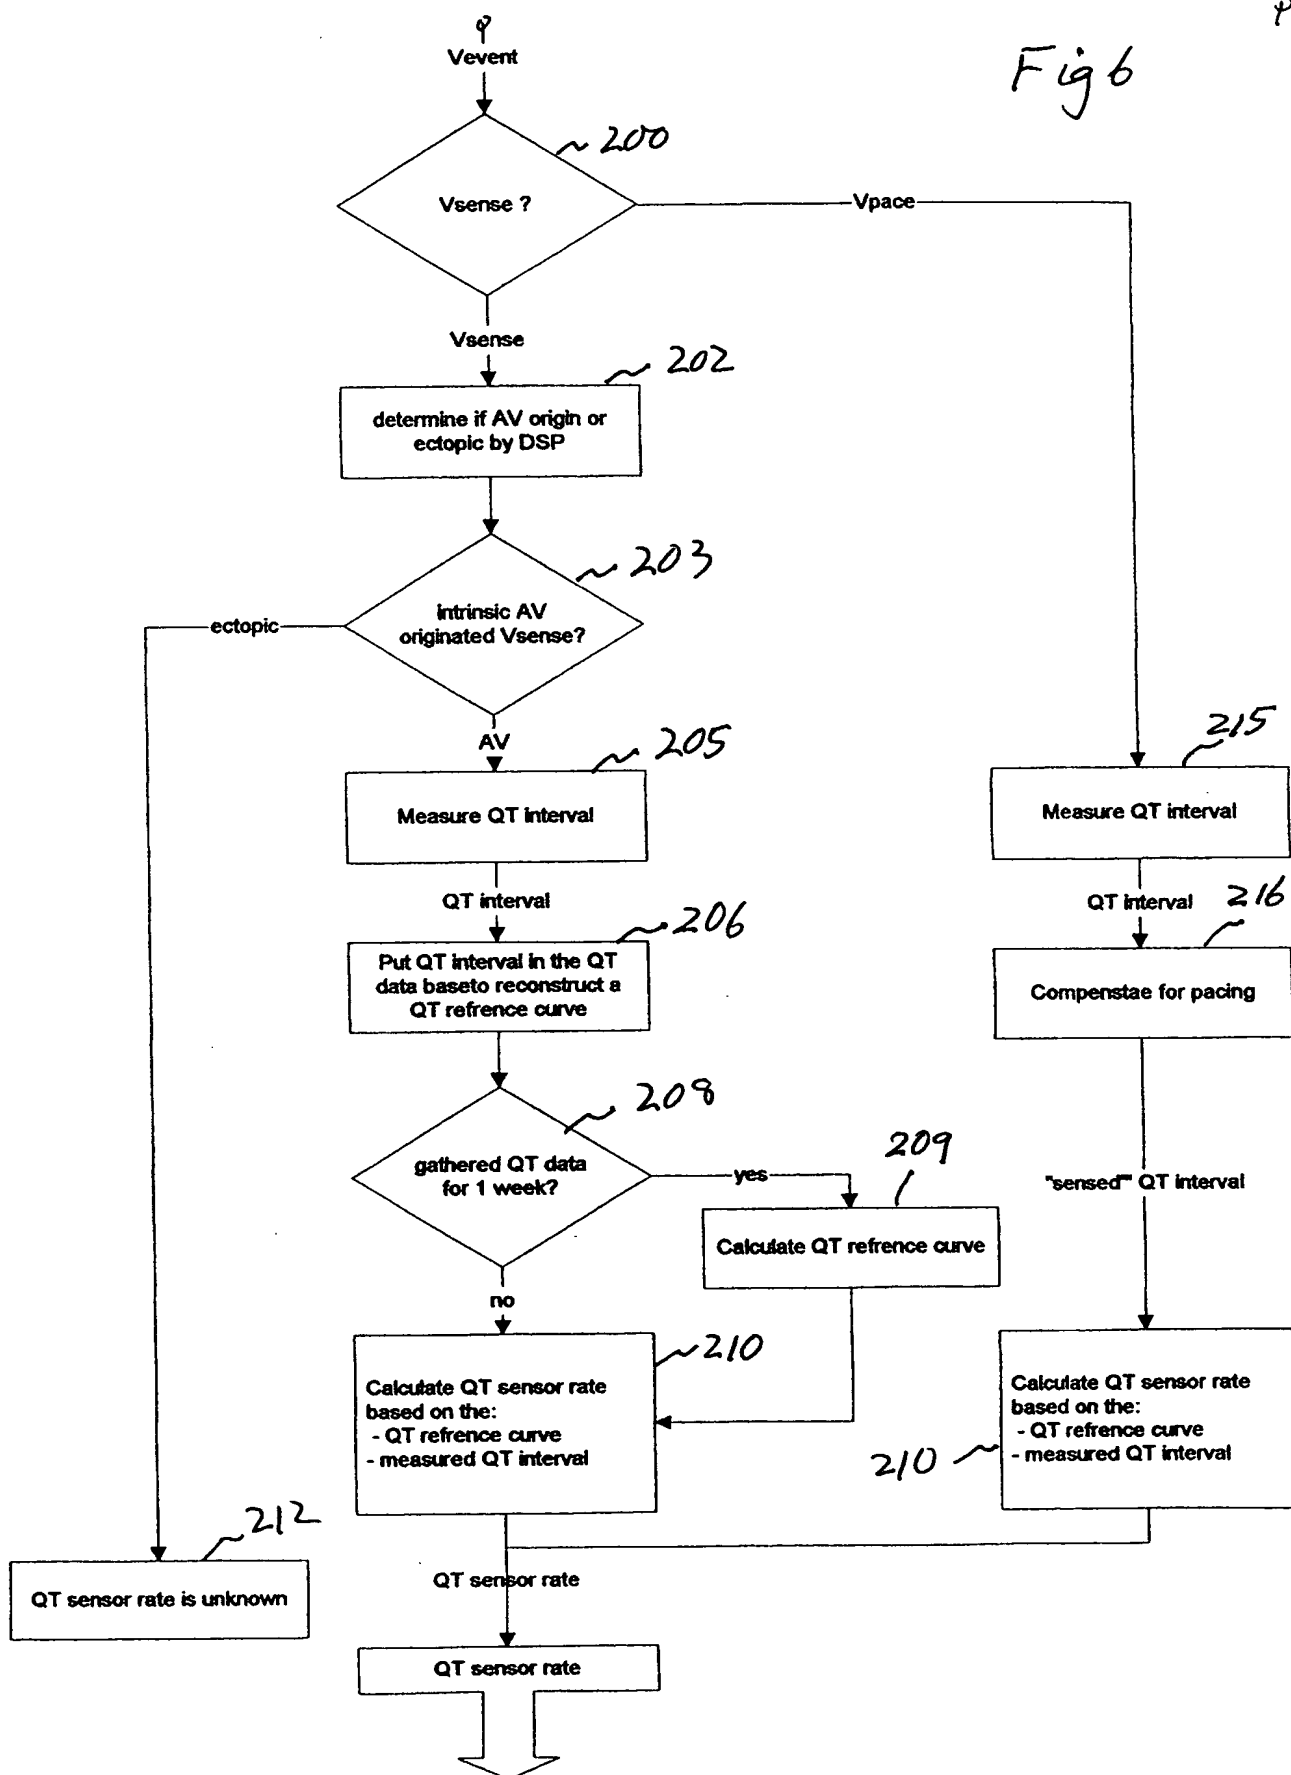 Vevent
Fig 6
200
Vsense ?
Vpace
Vsense
202
determine if AV origin or
ectopic by DSP
203
intrinsic AV
originated Vsense?
ectopic
AV
205
Measure QT interval
215
Measure QT interval
QT interval
QT interval
216
206
Put QT interval in the QT
data baseto reconstruct a
QT refrence curve
Compenstae for pacing
208
gathered QT data
for 1 week?
yes
209
Calculate QT refrence curve
"sensed"' QT interval
no
210
Calculate QT sensor rate
based on the:
- QT refrence curve
- measured QT interval
Calculate QT sensor rate
based on the:
- QT refrence curve
- measured QT interval
210
212
QT sensor rate is unknown
QT sensor rate
QT sensor rate